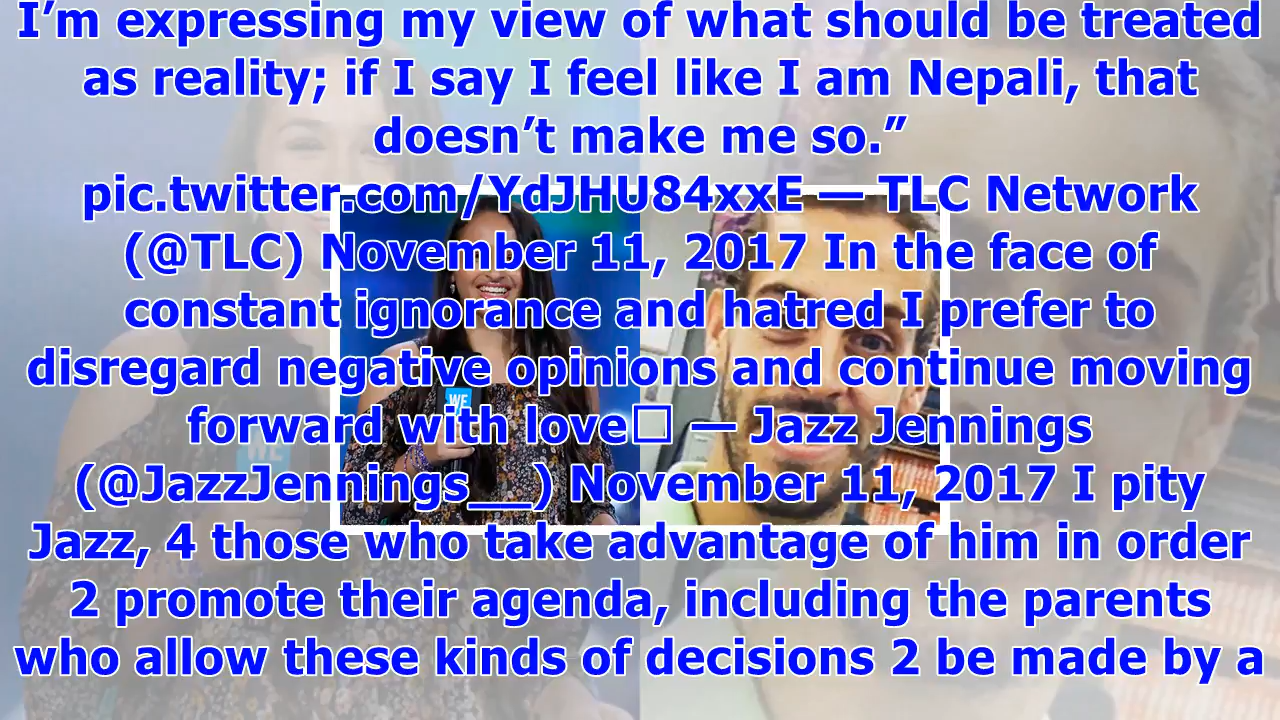 I’m expressing my view of what should be treated
as reality; if I say I feel like I am Nepali, that
doesn’t make me so.”
pic.twitter.com/YdJHU84xxE — TLC Network
(@TLC) November 11, 2017 In the face of
constant ignorance and hatred I prefer to
disregard negative opinions and continue moving
forward with love□ — Jazz Jennings
(@JazzJennings__) November 11, 2017 I pity
Jazz, 4 those who take advantage of him in order
2 promote their agenda, including the parents
who allow these kinds of decisions 2 be made by a
WE
WE